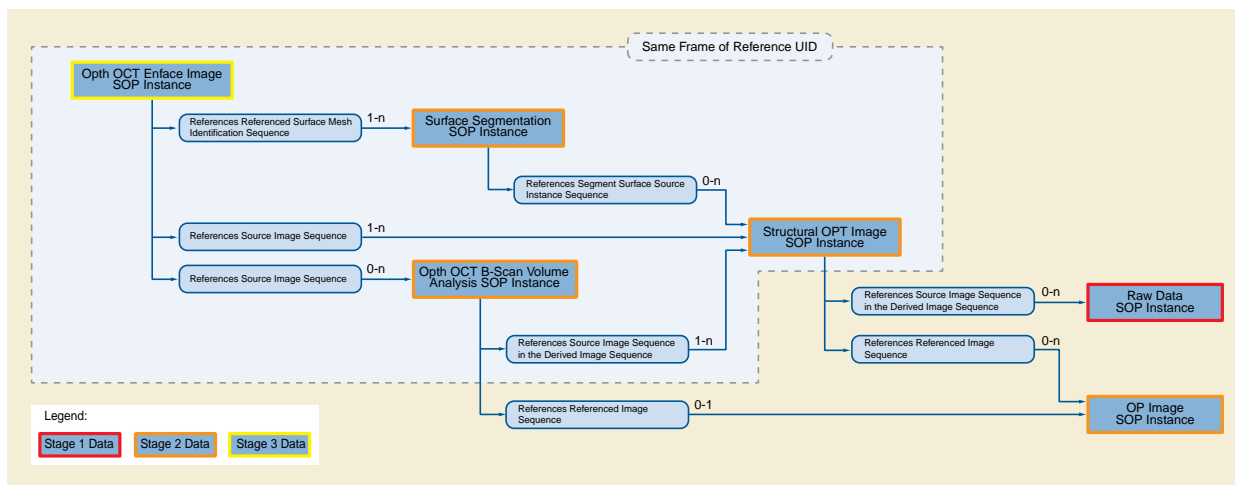 Same Frame of Reference UID
Opth OCT Enface Image
SOP Instance
References Referenced Surface Mesh
Identification Sequence
1-n
Surface Segmentation
SOP Instance
References Segment Surface Source
Instance Sequence
0-n
References Source Image Sequence
1-n
Structural OPT Image
SOP Instance
References Source Image Sequence
0-n
Opth OCT B-Scan Volume
Analysis SOP Instance
References Source Image Sequence
in the Derived Image Sequence
0-n
Raw Data
SOP Instance
References Source Image Sequence
in the Derived Image Sequence
1-n
References Referenced Image
Sequence
0-n
References Referenced Image
Sequence
0-1
OP Image
SOP Instance
Legend:
Stage 1 Data
Stage 2 Data
Stage 3 Data